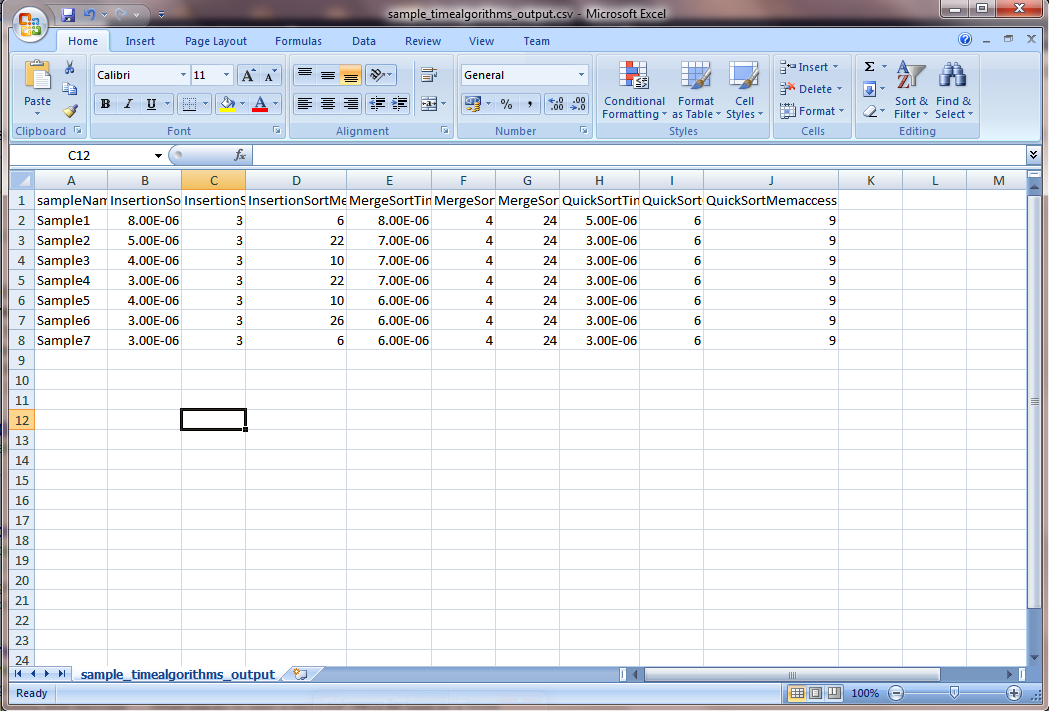 sample_timealgorithms_output.csv - Microsoft Excel
Home Insert Page Layout Formulas Data Review View Team
Paste Calibri 11 A A General Conditional Formatting Format as Table Cell Styles Insert Delete Format Σ Sort & Filter Find & Select
B I U A $ % ,
Clipboard Font Alignment Number Styles Cells Editing
C12 fx
A B C D E F G H I J K L M
1 sampleNam InsertionSo InsertionS InsertionSortMe MergeSortTin MergeSor MergeSor QuickSortTin QuickSort QuickSortMemaccess
2 Sample1 8.00E-06 3 6 8.00E-06 4 24 5.00E-06 6 9
3 Sample2 5.00E-06 3 22 7.00E-06 4 24 3.00E-06 6 9
4 Sample3 4.00E-06 3 10 7.00E-06 4 24 3.00E-06 6 9
5 Sample4 3.00E-06 3 22 7.00E-06 4 24 3.00E-06 6 9
6 Sample5 4.00E-06 3 10 6.00E-06 4 24 3.00E-06 6 9
7 Sample6 3.00E-06 3 26 6.00E-06 4 24 3.00E-06 6 9
8 Sample7 3.00E-06 3 6 6.00E-06 4 24 3.00E-06 6 9
9
10
11
12
13
14
15
16
17
18
19
20
21
22
23
24
sample_timealgorithms_output
Ready 100%